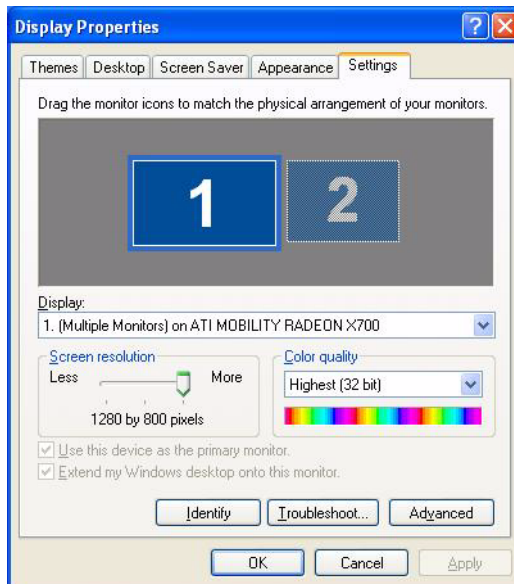 Display Properties
?
Themes Desktop Screen Saver Appearance Settings
Drag the monitor icons to match the physical arrangement of your monitors.
1 2
Display:
1. (Multiple Monitors) on ATI MOBILITY RADEON X700
Screen resolution Color quality
Less More Highest (32 bit)
1280 by 800 pixels
Use this device as the primary monitor.
Extend my Windows desktop onto this monitor.
Identify Troubleshoot... Advanced
OK Cancel Apply